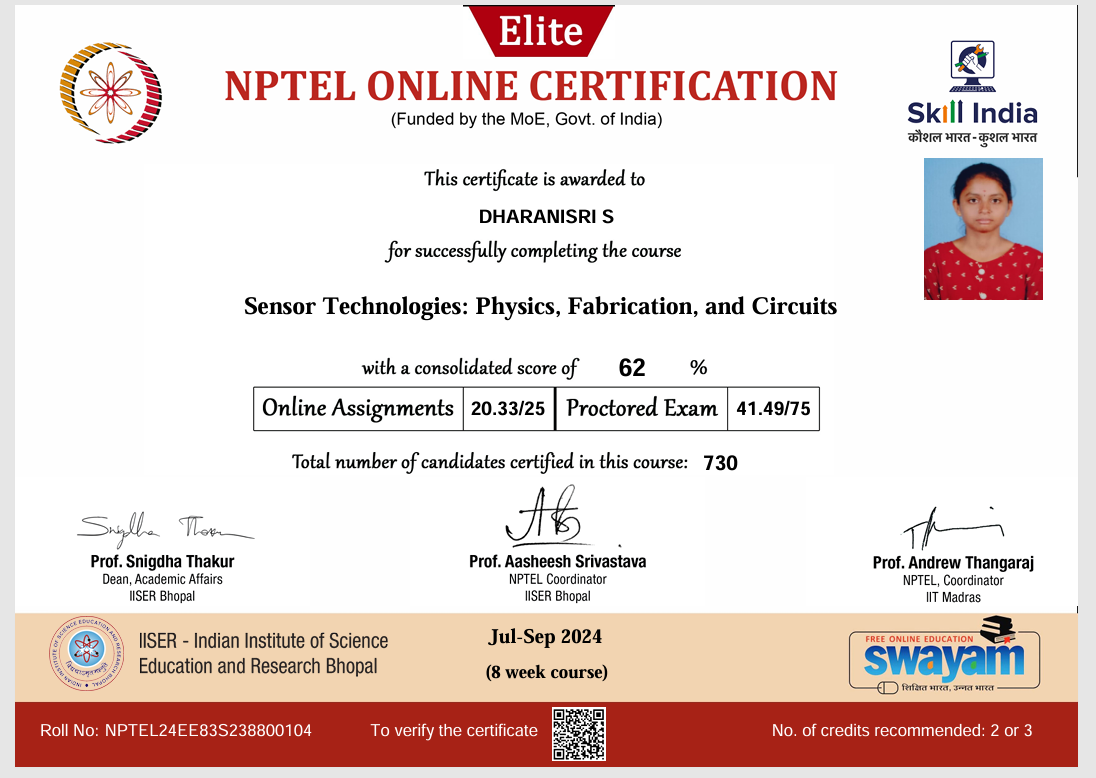 Elite
NPTEL ONLINE CERTIFICATION
(Funded by the MoE, Govt. of India)
Skill India
कौशल भारत - कुशल भारत
This certificate is awarded to
DHARANISRI S
for successfully completing the course
Sensor Technologies: Physics, Fabrication, and Circuits
with a consolidated score of 62 %
Online Assignments 20.33/25 Proctored Exam 41.49/75
Total number of candidates certified in this course: 730
Snigdha Thakur
Prof. Snigdha Thakur
Dean, Academic Affairs
IISER Bhopal
Prof. Aasheesh Srivastava
NPTEL Coordinator
IISER Bhopal
Prof. Andrew Thangaraj
NPTEL, Coordinator
IIT Madras
IISER - Indian Institute of Science
Education and Research Bhopal
Jul-Sep 2024
(8 week course)
FREE ONLINE EDUCATION
swayam
शिक्षित भारत, उन्नत भारत
Roll No: NPTEL24EE83S238800104
To verify the certificate
No. of credits recommended: 2 or 3